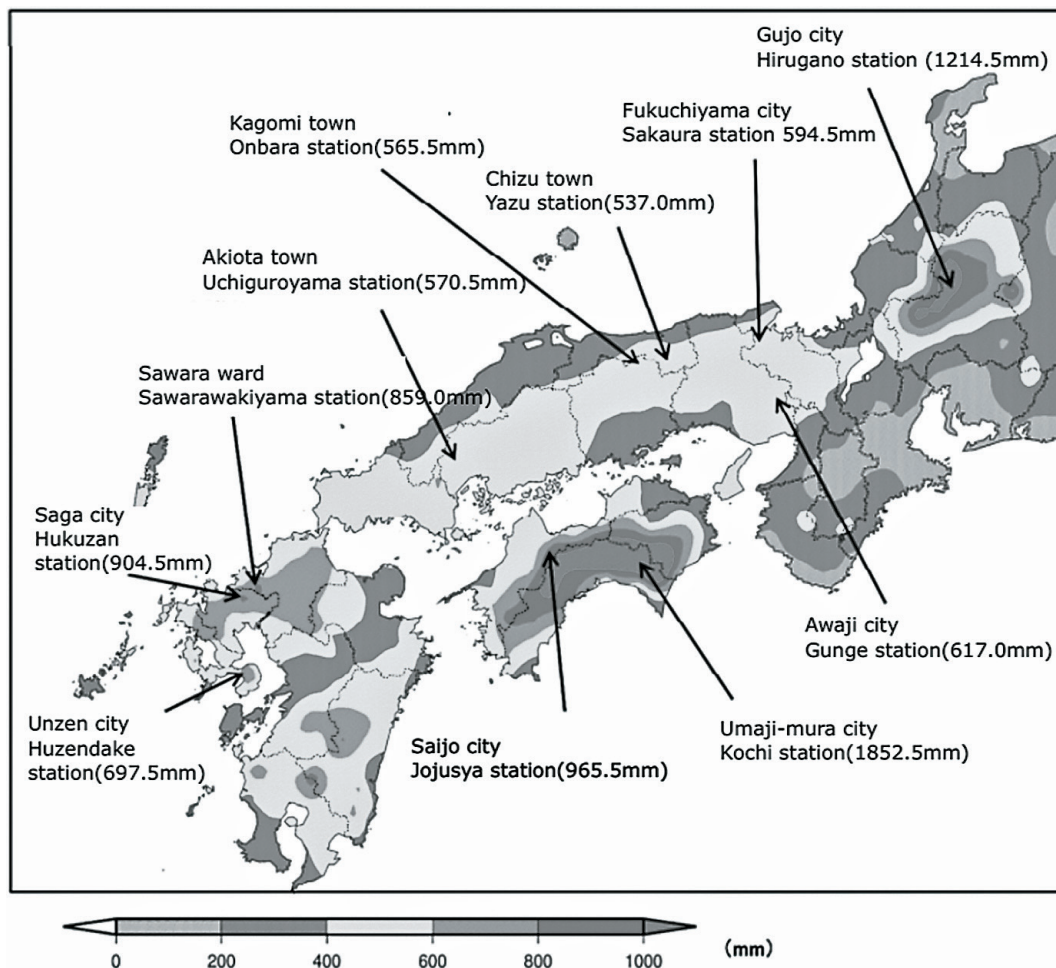 Gujo city
Hirugano station (1214.5mm)
Fukuchiyama city
Sakaura station 594.5mm
Kagomi town
Onbara station(565.5mm)
Chizu town
Yazu station(537.0mm)
Akiota town
Uchiguroyama station(570.5mm)
Sawara ward
Sawarawakiyama station(859.0mm)
Saga city
Hukuzan
station(904.5mm)
Awaji city
Gunge station(617.0mm)
Unzen city
Huzendake
station(697.5mm)
Saijo city
Jojusya station(965.5mm)
Umaji-mura city
Kochi station(1852.5mm)
0 200 400 600 800 1000 (mm)